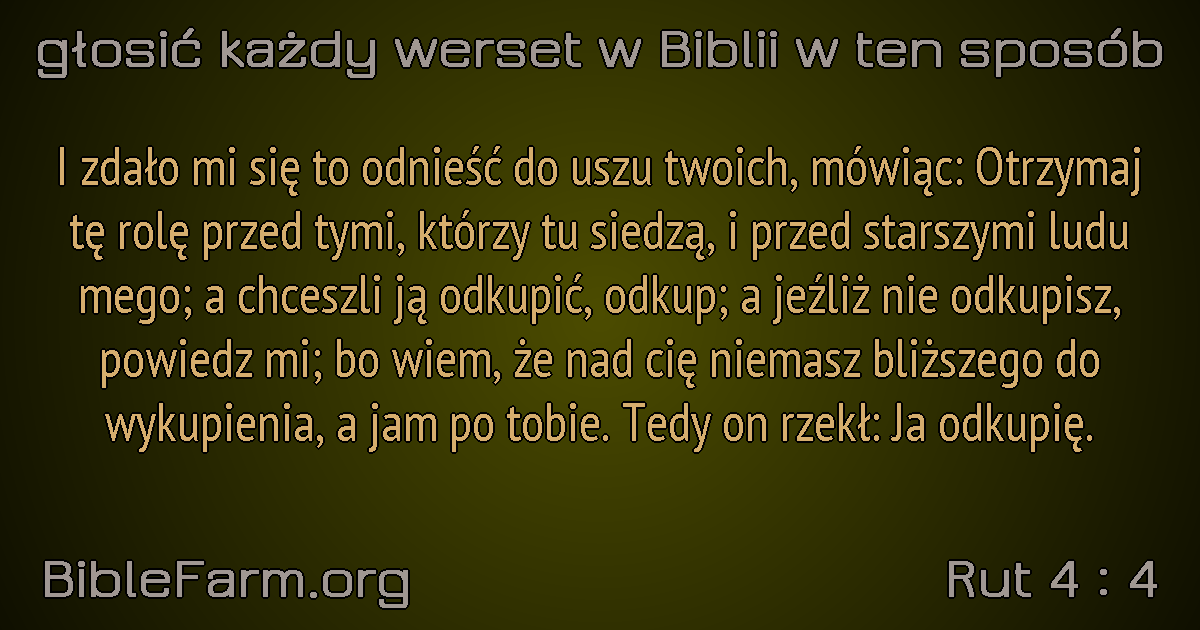 głosić każdy werset w Biblii w ten sposób
I zdało mi się to odnieść do uszu twoich, mówiąc: Otrzymaj
tę rolę przed tymi, którzy tu siedzą, i przed starszymi ludu
mego; a chceszli ją odkupić, odkup; a jeźliż nie odkupisz,
powiedz mi; bo wiem, że nad cię niemasz bliższego do
wykupienia, a jam po tobie. Tedy on rzekł: Ja odkupię.
BibleFarm.org
Rut 4 : 4